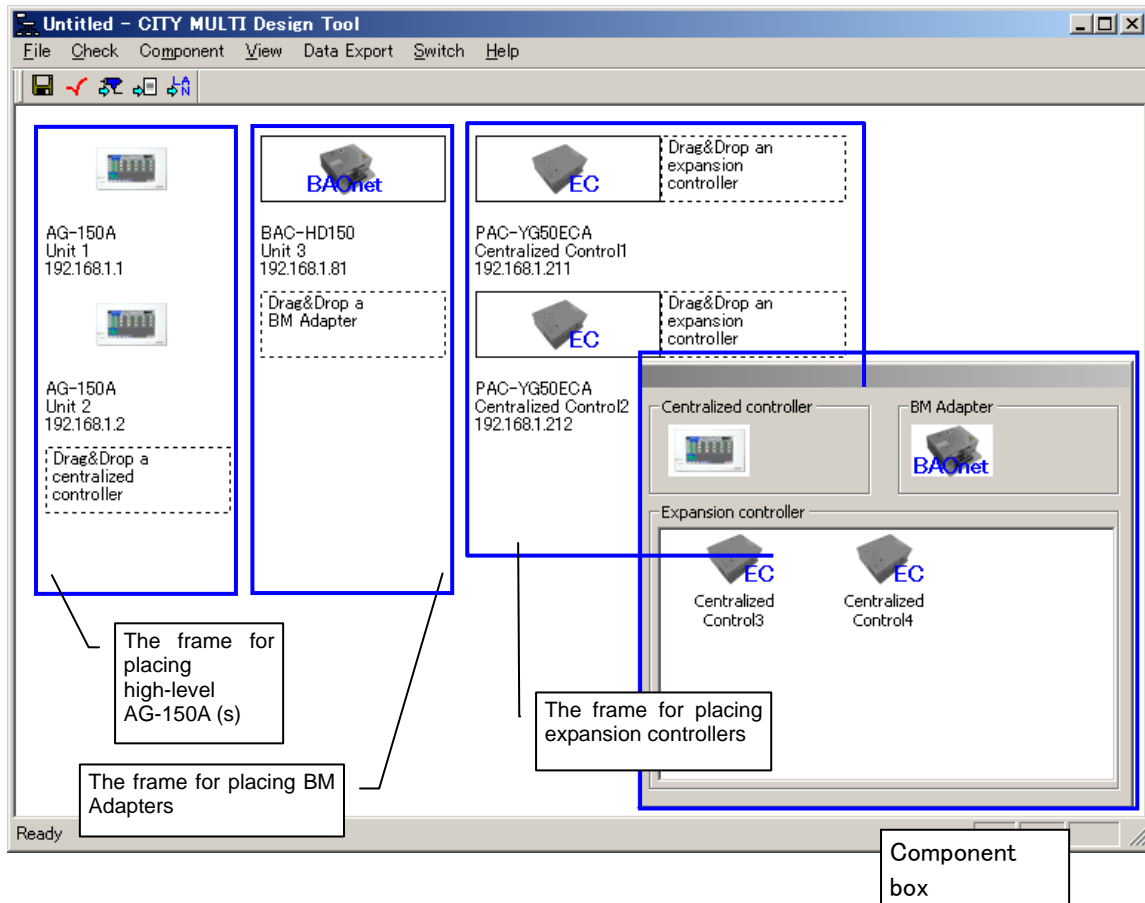 Untitled - CITY MULTI Design Tool
File Check Component View Data Export Switch Help
LAN
AG-150A
Unit 1
192.168.1.1
AG-150A
Unit 2
192.168.1.2
Drag&Drop a
centralized
controller
BACnet
BAC-HD150
Unit 3
192.168.1.81
Drag&Drop a
BM Adapter
EC
Drag&Drop an
expansion
controller
PAC-YG50ECA
Centralized Control1
192.168.1.211
EC
Drag&Drop an
expansion
controller
PAC-YG50ECA
Centralized Control2
192.168.1.212
Centralized controller
BM Adapter
BACnet
Expansion controller
EC
Centralized
Control3
EC
Centralized
Control4
The frame for
placing
high-level
AG-150A (s)
The frame for placing BM
Adapters
The frame for placing
expansion controllers
Ready
Component
box